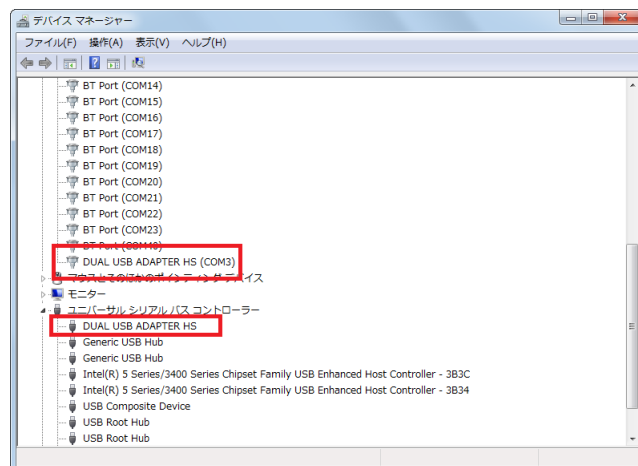 デバイス マネージャー
ファイル(F) 操作(A) 表示(V) ヘルプ(H)
BT Port (COM14)
BT Port (COM15)
BT Port (COM16)
BT Port (COM17)
BT Port (COM18)
BT Port (COM19)
BT Port (COM20)
BT Port (COM21)
BT Port (COM22)
BT Port (COM23)
BT Port (COM40)
DUAL USB ADAPTER HS (COM3)
マウスとそのほかのポインティング デバイス
モニター
ユニバーサル シリアル バス コントローラー
DUAL USB ADAPTER HS
Generic USB Hub
Generic USB Hub
Intel(R) 5 Series/3400 Series Chipset Family USB Enhanced Host Controller - 3B3C
Intel(R) 5 Series/3400 Series Chipset Family USB Enhanced Host Controller - 3B34
USB Composite Device
USB Root Hub
USB Root Hub